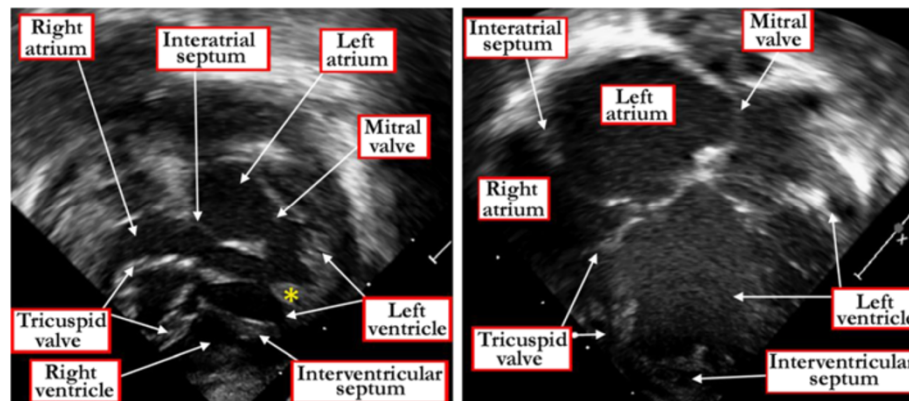 Right
atrium
Interatrial
septum
Left
atrium
Mitral
valve
Tricuspid
valve
Right
ventricle
*
Left
ventricle
Interventricular
septum
Interatrial
septum
Mitral
valve
Left
atrium
Right
atrium
x
Tricuspid
valve
Left
ventricle
Interventricular
septum